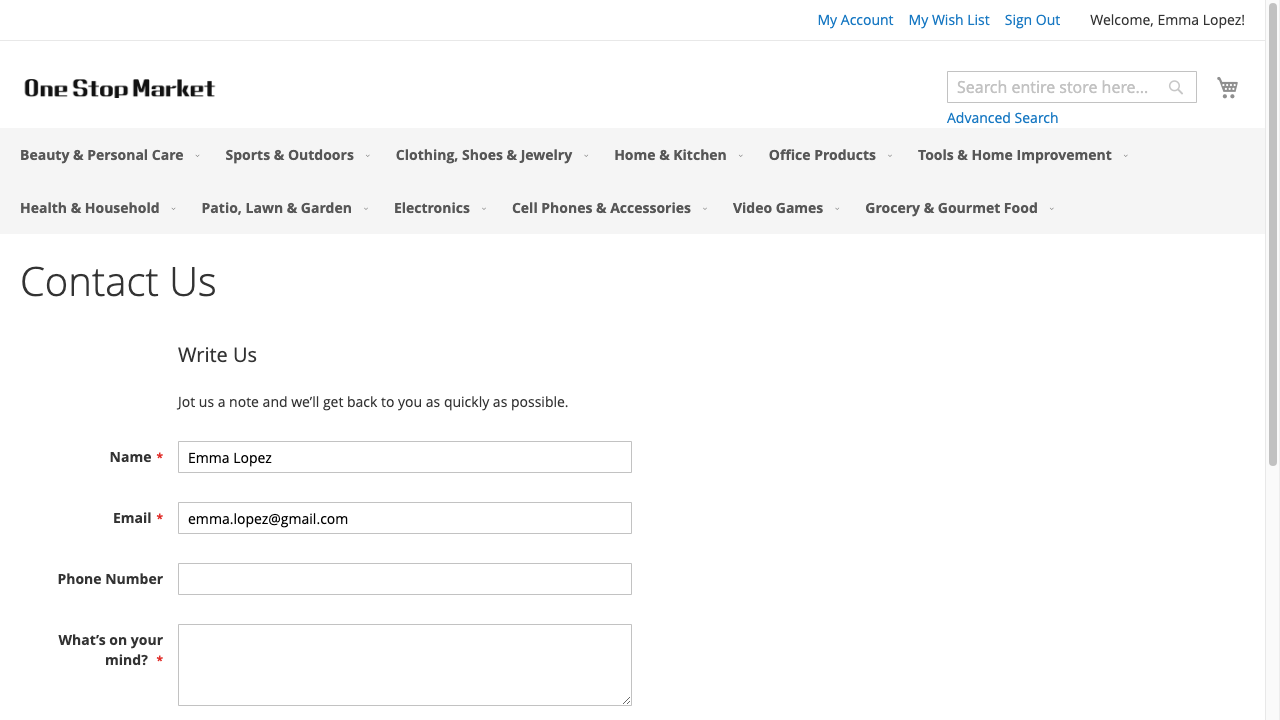 My Account My Wish List Sign Out Welcome, Emma Lopez!
One Stop Market
Search entire store here...
Advanced Search
Beauty & Personal Care Sports & Outdoors Clothing, Shoes & Jewelry Home & Kitchen Office Products Tools & Home Improvement
Health & Household Patio, Lawn & Garden Electronics Cell Phones & Accessories Video Games Grocery & Gourmet Food
Contact Us
Write Us
Jot us a note and we’ll get back to you as quickly as possible.
Name * Emma Lopez
Email * emma.lopez@gmail.com
Phone Number
What’s on your
mind? *